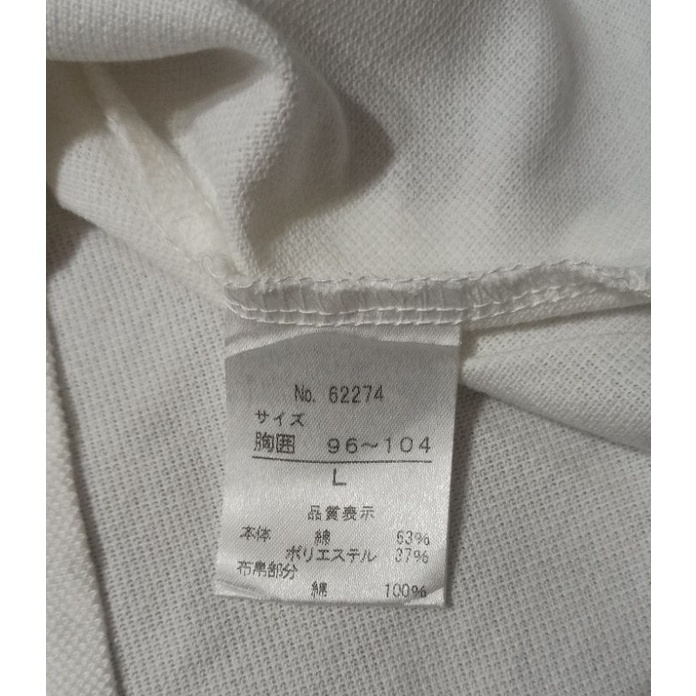 No. 62274
サイズ
胸囲 96～104
L
品質表示
本体 綿 63%
ポリエステル 37%
布帛部分
綿 100%